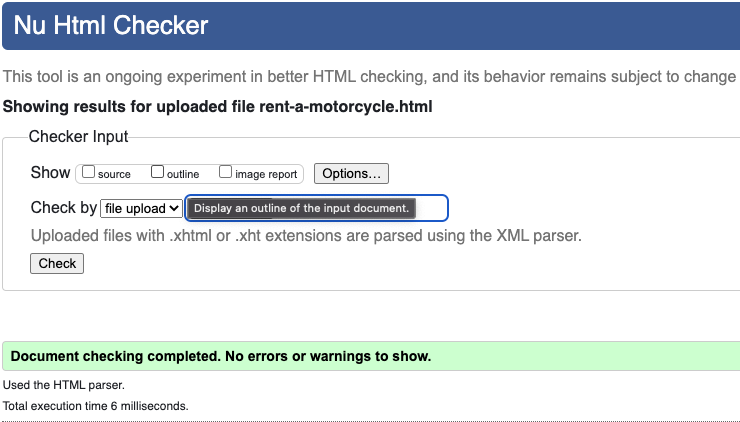 Nu Html Checker
This tool is an ongoing experiment in better HTML checking, and its behavior remains subject to change
Showing results for uploaded file rent-a-motorcycle.html
Checker Input
Show source outline image report Options...
Check by file upload Display an outline of the input document.
Uploaded files with .xhtml or .xht extensions are parsed using the XML parser.
Check
Document checking completed. No errors or warnings to show.
Used the HTML parser.
Total execution time 6 milliseconds.